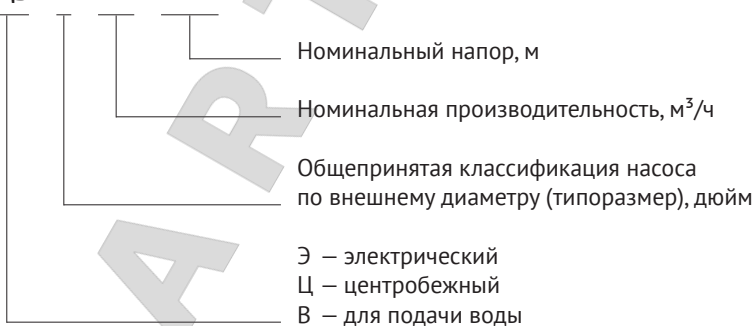 Номинальный напор, м
Номинальная производительность, м³/ч
Общепринятая классификация насоса
по внешнему диаметру (типоразмер), дюйм
Э — электрический
Ц — центробежный
В — для подачи воды